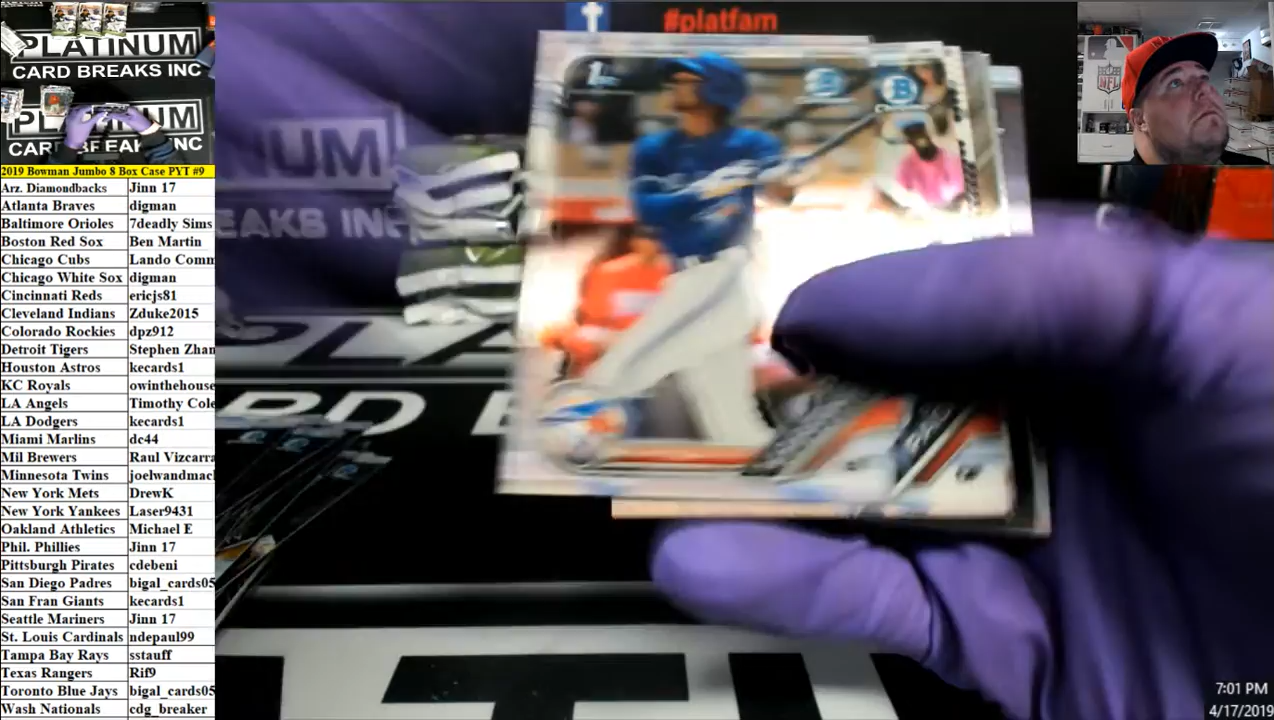 #platfam
PLATINUM
CARD BREAKS INC
PLATINUM
2019 Bowman Jumbo 8 Box Case PYT #9
Arz. Diamondbacks Jinn 17
Atlanta Braves digman
Baltimore Orioles 7deadly Sims
Boston Red Sox Ben Martin
Chicago Cubs Lando Comm
Chicago White Sox digman
Cincinnati Reds ericjs81
Cleveland Indians Zduke2015
Colorado Rockies dpz912
Detroit Tigers Stephen Zhan
Houston Astros kecards1
KC Royals owinthehouse
LA Angels Timothy Cole
LA Dodgers kecards1
Miami Marlins dc44
Mil Brewers Raul Vizcarra
Minnesota Twins joelwandmac
New York Mets DrewK
New York Yankees Laser9431
Oakland Athletics Michael E
Phil. Phillies Jinn 17
Pittsburgh Pirates cdebeni
San Diego Padres bigal_cards05
San Fran Giants kecards1
Seattle Mariners Jinn 17
St. Louis Cardinals ndepaul99
Tampa Bay Rays sstauff
Texas Rangers Rif9
Toronto Blue Jays bigal_cards05
Wash Nationals cdg_breaker
NUM
EAKS INC
NFL
7:01 PM
4/17/2019